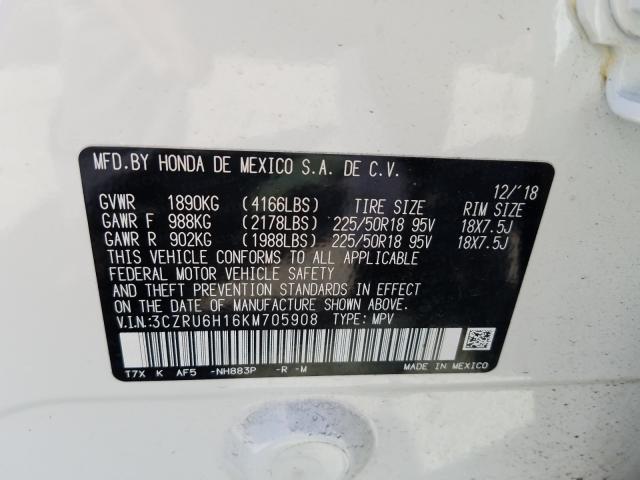 MFD.BY HONDA DE MEXICO S.A. DE C.V.
12/'18
GVWR 1890KG (4166LBS) TIRE SIZE RIM SIZE
GAWR F 988KG (2178LBS) 225/50R18 95V 18X7.5J
GAWR R 902KG (1988LBS) 225/50R18 95V 18X7.5J
THIS VEHICLE CONFORMS TO ALL APPLICABLE
FEDERAL MOTOR VEHICLE SAFETY
AND THEFT PREVENTION STANDARDS IN EFFECT
ON THE DATE OF MANUFACTURE SHOWN ABOVE.
V.I.N.:3CZRU6H16KM705908 TYPE: MPV
T7X K AF5 -NH883P -R -M MADE IN MEXICO